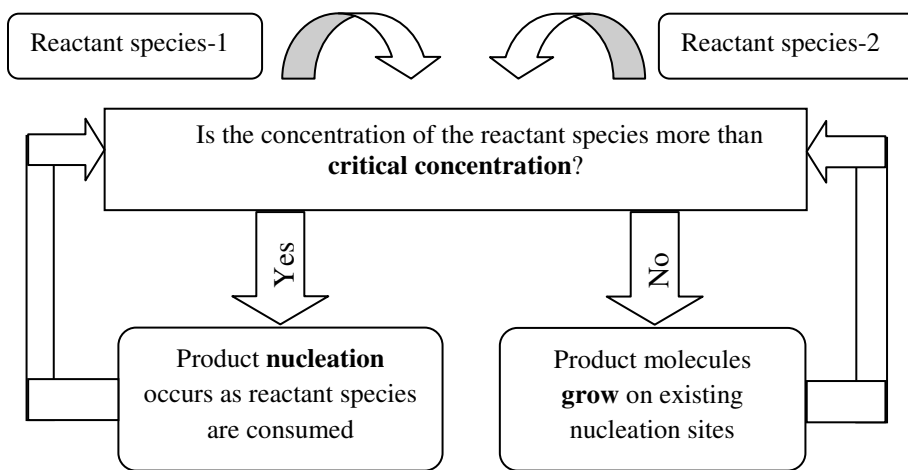 Reactant species-1
Reactant species-2
Is the concentration of the reactant species more than
critical concentration?
Yes
No
Product nucleation
occurs as reactant species
are consumed
Product molecules
grow on existing
nucleation sites